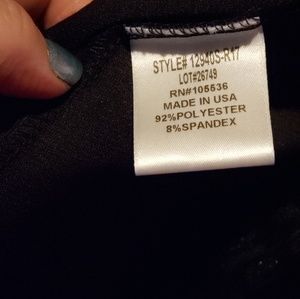 STYLE# 12940S-R17
LOT#26749
RN#105536
MADE IN USA
92%POLYESTER
8%SPANDEX